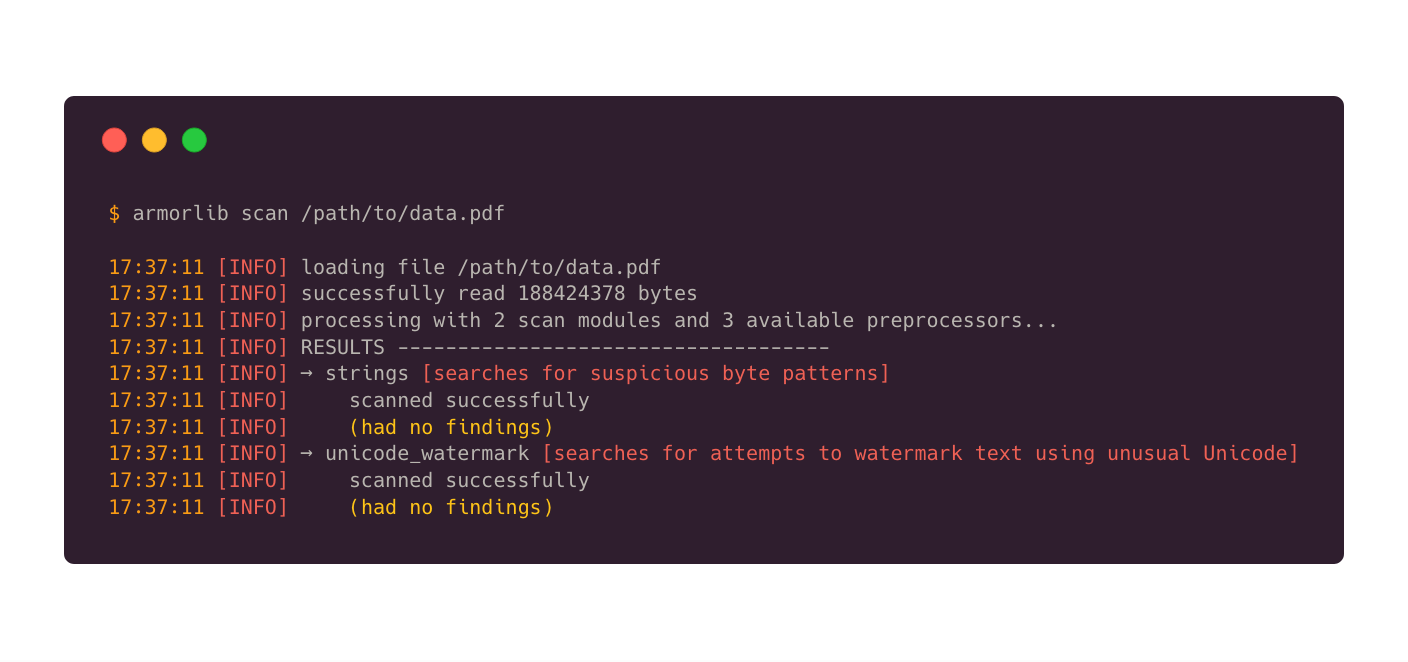 $ armorlib scan /path/to/data.pdf
17:37:11 [INFO] loading file /path/to/data.pdf
17:37:11 [INFO] successfully read 188424378 bytes
17:37:11 [INFO] processing with 2 scan modules and 3 available preprocessors...
17:37:11 [INFO] RESULTS ------------------------------------
17:37:11 [INFO] → strings [searches for suspicious byte patterns]
17:37:11 [INFO]     scanned successfully
17:37:11 [INFO]     (had no findings)
17:37:11 [INFO] → unicode_watermark [searches for attempts to watermark text using unusual Unicode]
17:37:11 [INFO]     scanned successfully
17:37:11 [INFO]     (had no findings)